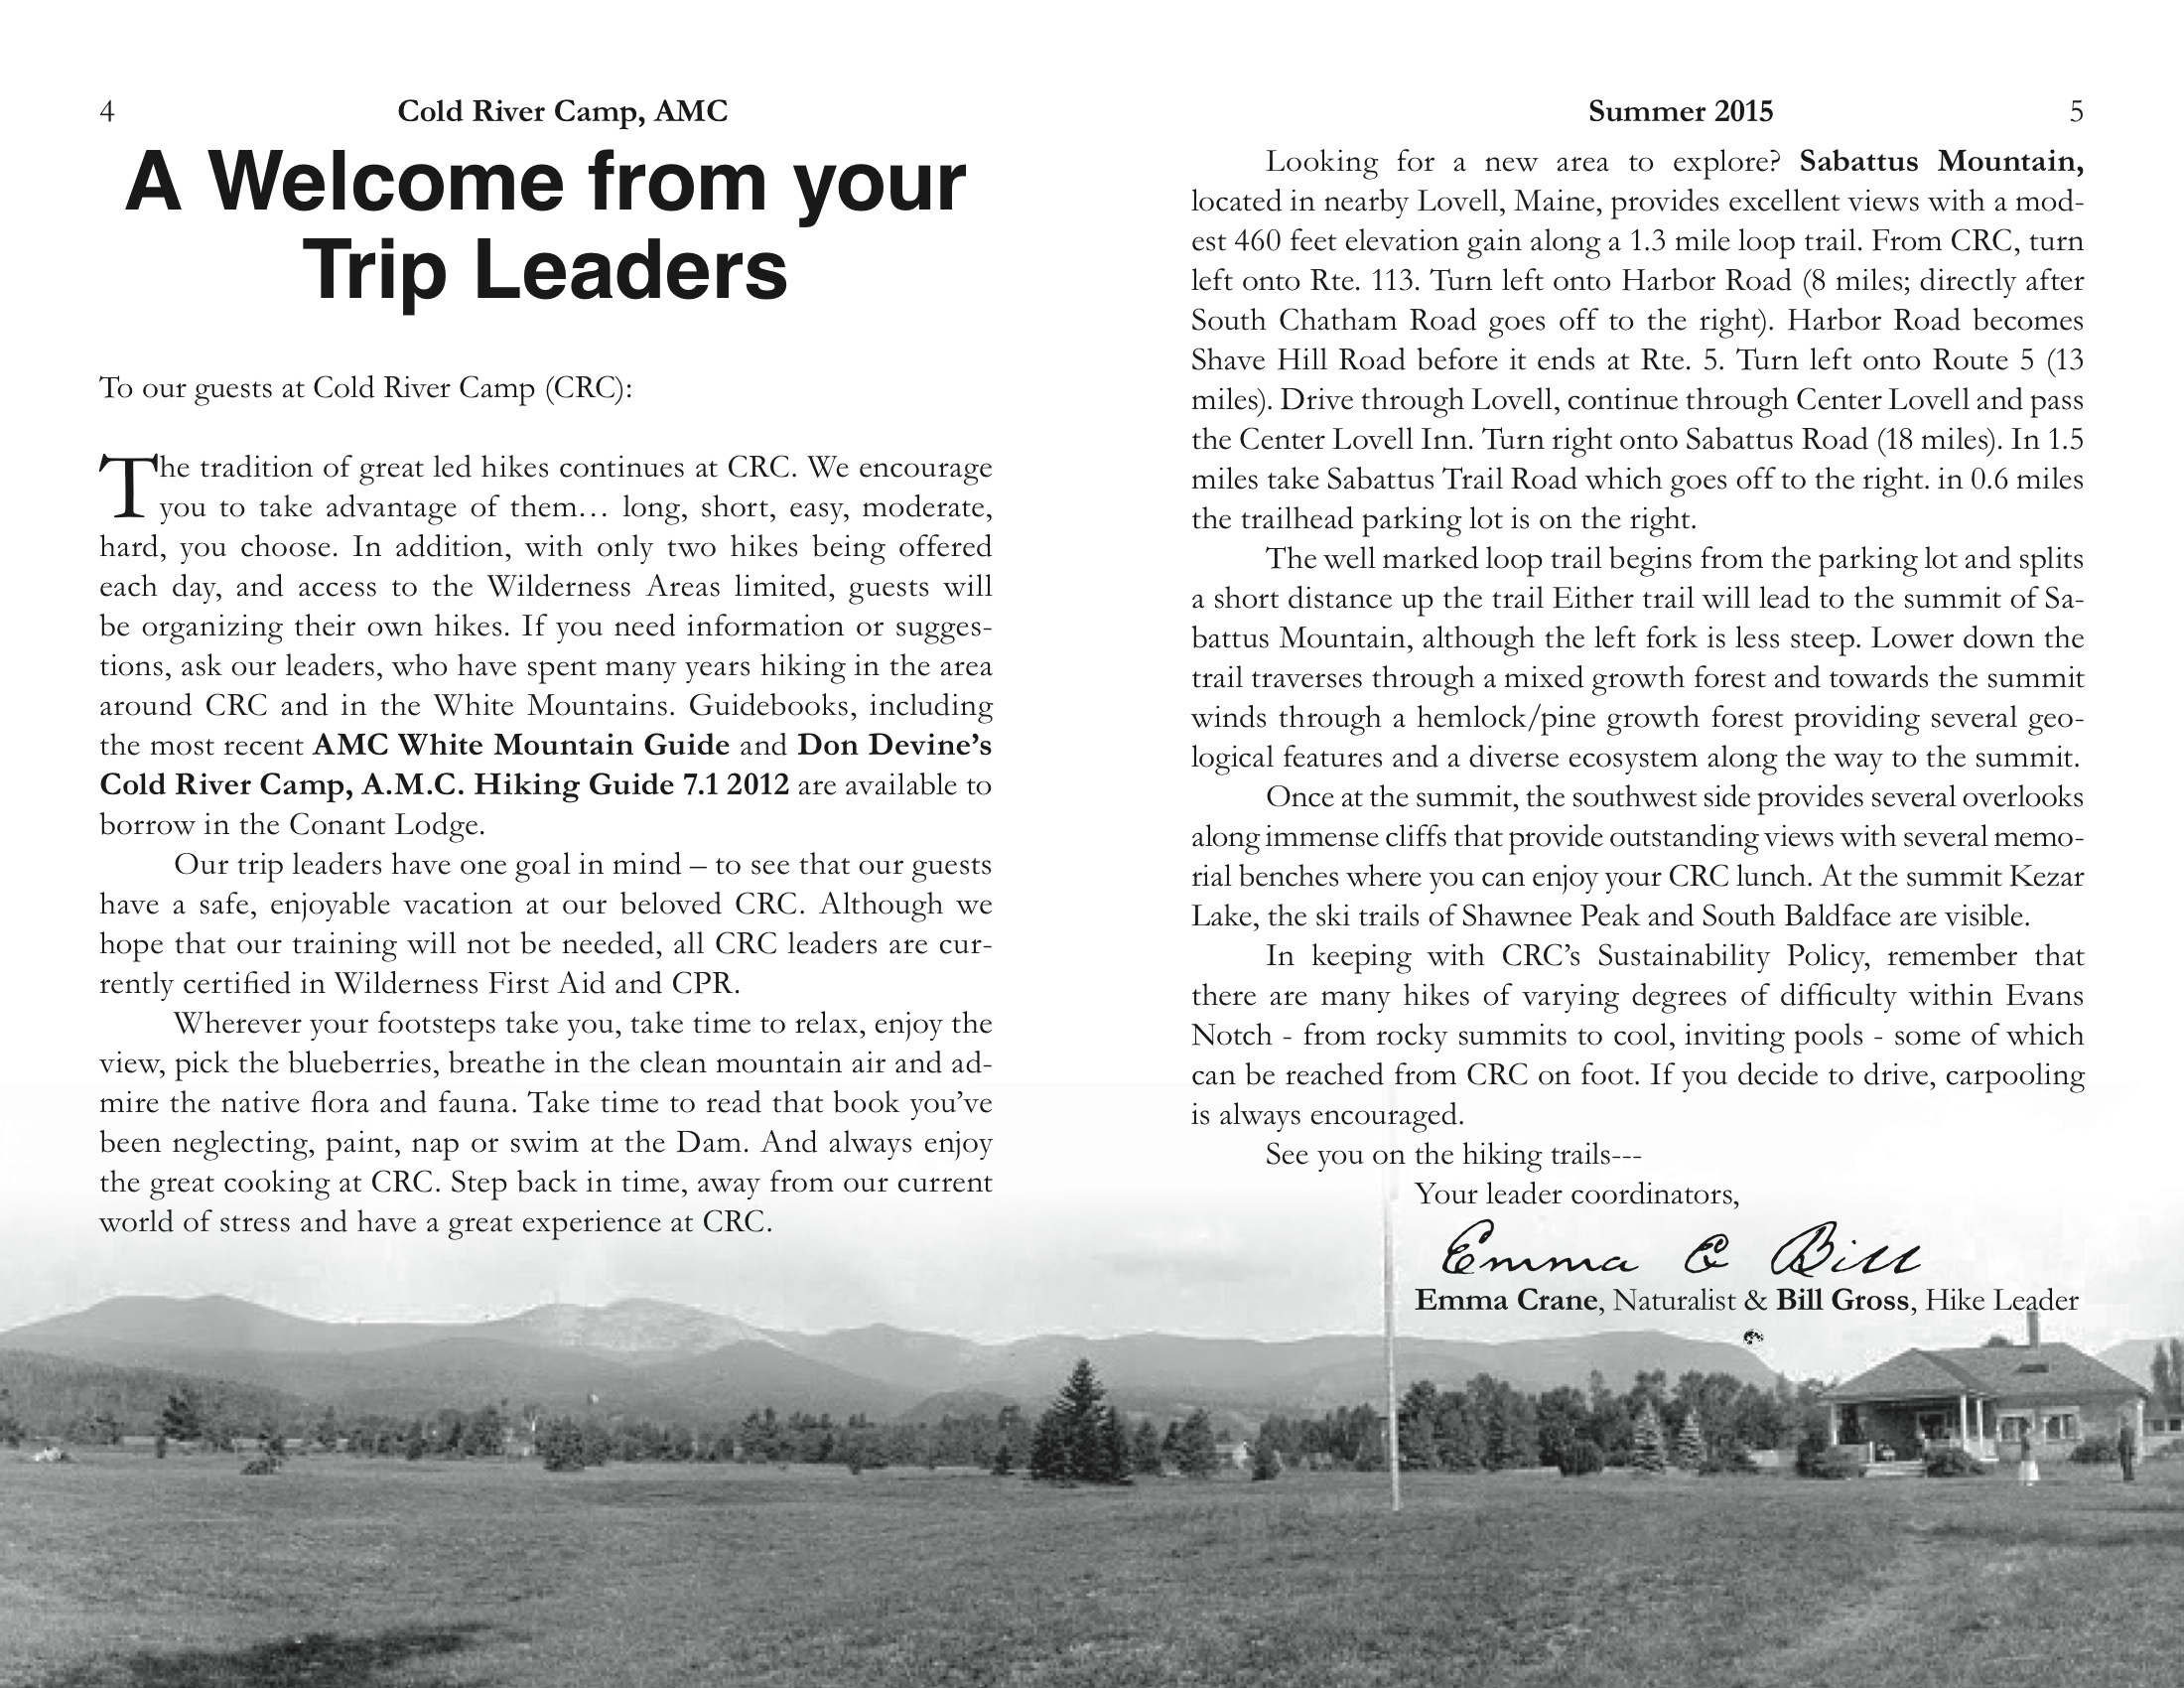 4
Cold River Camp, AMC
A Welcome from your
Trip Leaders
To our guests at Cold River Camp (CRC):
The tradition of great led hikes continues at CRC. We encourage
you to take advantage of them… long, short, easy, moderate,
hard, you choose. In addition, with only two hikes being offered
each day, and access to the Wilderness Areas limited, guests will
be organizing their own hikes. If you need information or sugges-
tions, ask our leaders, who have spent many years hiking in the area
around CRC and in the White Mountains. Guidebooks, including
the most recent AMC White Mountain Guide and Don Devine’s
Cold River Camp, A.M.C. Hiking Guide 7.1 2012 are available to
borrow in the Conant Lodge.
Our trip leaders have one goal in mind – to see that our guests
have a safe, enjoyable vacation at our beloved CRC. Although we
hope that our training will not be needed, all CRC leaders are cur-
rently certified in Wilderness First Aid and CPR.
Wherever your footsteps take you, take time to relax, enjoy the
view, pick the blueberries, breathe in the clean mountain air and ad-
mire the native flora and fauna. Take time to read that book you’ve
been neglecting, paint, nap or swim at the Dam. And always enjoy
the great cooking at CRC. Step back in time, away from our current
world of stress and have a great experience at CRC.
Summer 2015
5
Looking for a new area to explore? Sabattus Mountain,
located in nearby Lovell, Maine, provides excellent views with a mod-
est 460 feet elevation gain along a 1.3 mile loop trail. From CRC, turn
left onto Rte. 113. Turn left onto Harbor Road (8 miles; directly after
South Chatham Road goes off to the right). Harbor Road becomes
Shave Hill Road before it ends at Rte. 5. Turn left onto Route 5 (13
miles). Drive through Lovell, continue through Center Lovell and pass
the Center Lovell Inn. Turn right onto Sabattus Road (18 miles). In 1.5
miles take Sabattus Trail Road which goes off to the right. in 0.6 miles
the trailhead parking lot is on the right.
The well marked loop trail begins from the parking lot and splits
a short distance up the trail Either trail will lead to the summit of Sa-
battus Mountain, although the left fork is less steep. Lower down the
trail traverses through a mixed growth forest and towards the summit
winds through a hemlock/pine growth forest providing several geo-
logical features and a diverse ecosystem along the way to the summit.
Once at the summit, the southwest side provides several overlooks
along immense cliffs that provide outstanding views with several memo-
rial benches where you can enjoy your CRC lunch. At the summit Kezar
Lake, the ski trails of Shawnee Peak and South Baldface are visible.
In keeping with CRC’s Sustainability Policy, remember that
there are many hikes of varying degrees of difficulty within Evans
Notch - from rocky summits to cool, inviting pools - some of which
can be reached from CRC on foot. If you decide to drive, carpooling
is always encouraged.
See you on the hiking trails---
Your leader coordinators,
Emma & Bill
Emma Crane, Naturalist & Bill Gross, Hike Leader